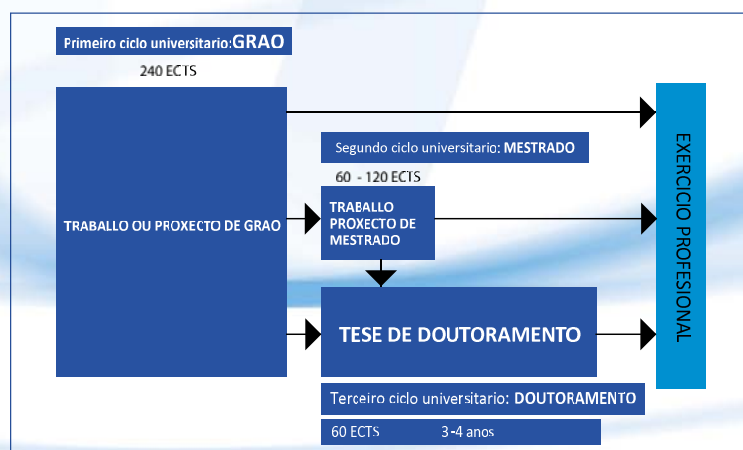 Primeiro ciclo universitario:GRAO
240 ECTS
TRABALLO OU PROXECTO DE GRAO
Segundo ciclo universitario: MESTRADO
60 - 120 ECTS
TRABALLO
PROXECTO DE
MESTRADO
TESE DE DOUTORAMENTO
Terceiro ciclo universitario: DOUTORAMENTO
60 ECTS 3-4 anos
EXERCICIO PROFESIONAL